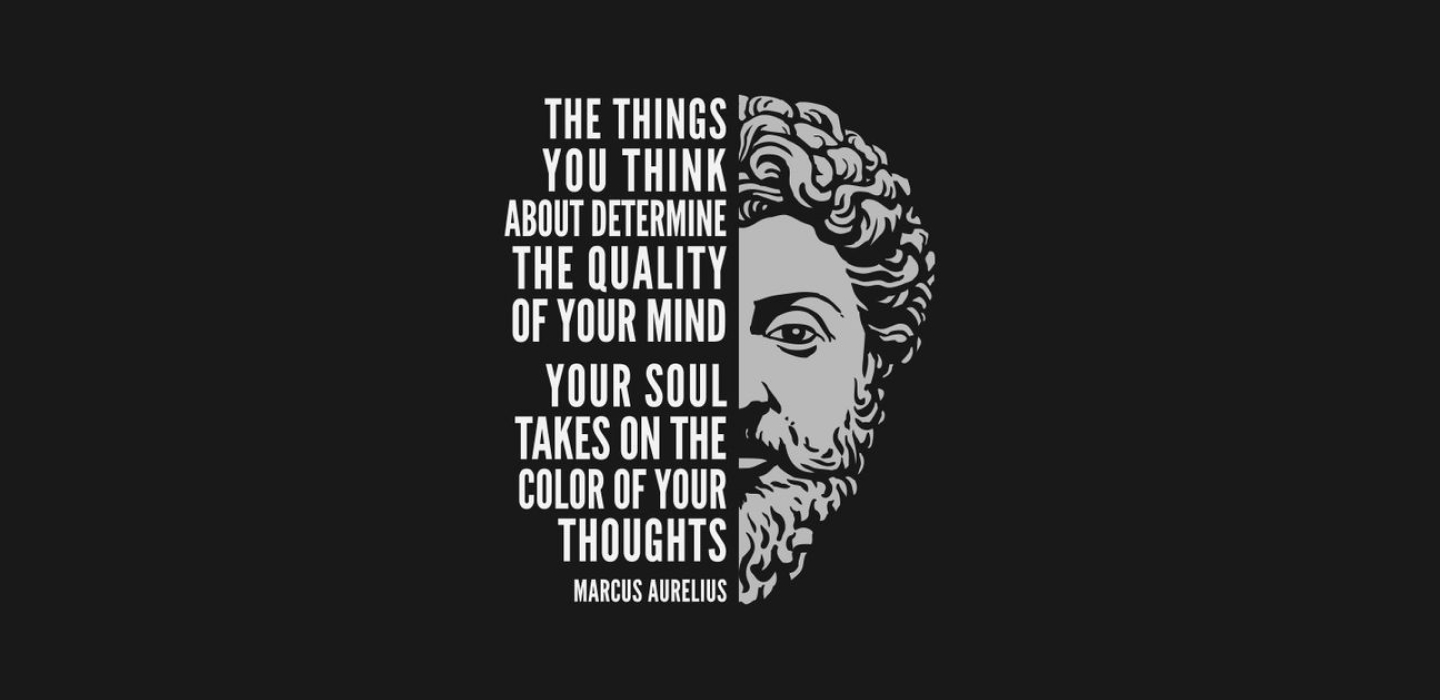 THE THINGS
YOU THINK
ABOUT DETERMINE
THE QUALITY
OF YOUR MIND
YOUR SOUL
TAKES ON THE
COLOR OF YOUR
THOUGHTS
MARCUS AURELIUS